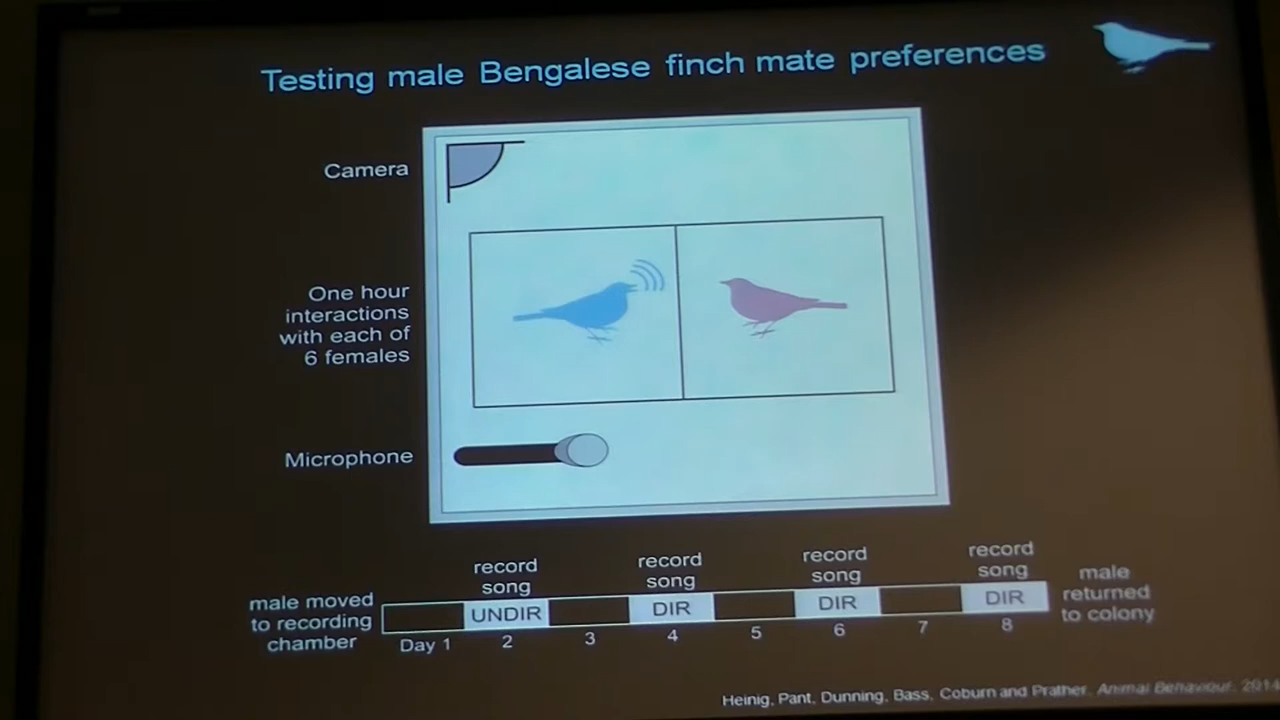 Testing male Bengalese finch mate preferences
Camera
One hour
interactions
with each of
6 females
Microphone
record
song
record
song
record
song
record
song
male moved
to recording
chamber
UNDIR
DIR
DIR
DIR
male
returned
to colony
Day 1
2
3
4
5
6
7
8
Heinig, Pant, Dunning, Bass, Coburn and Prather, Animal Behaviour, 2014